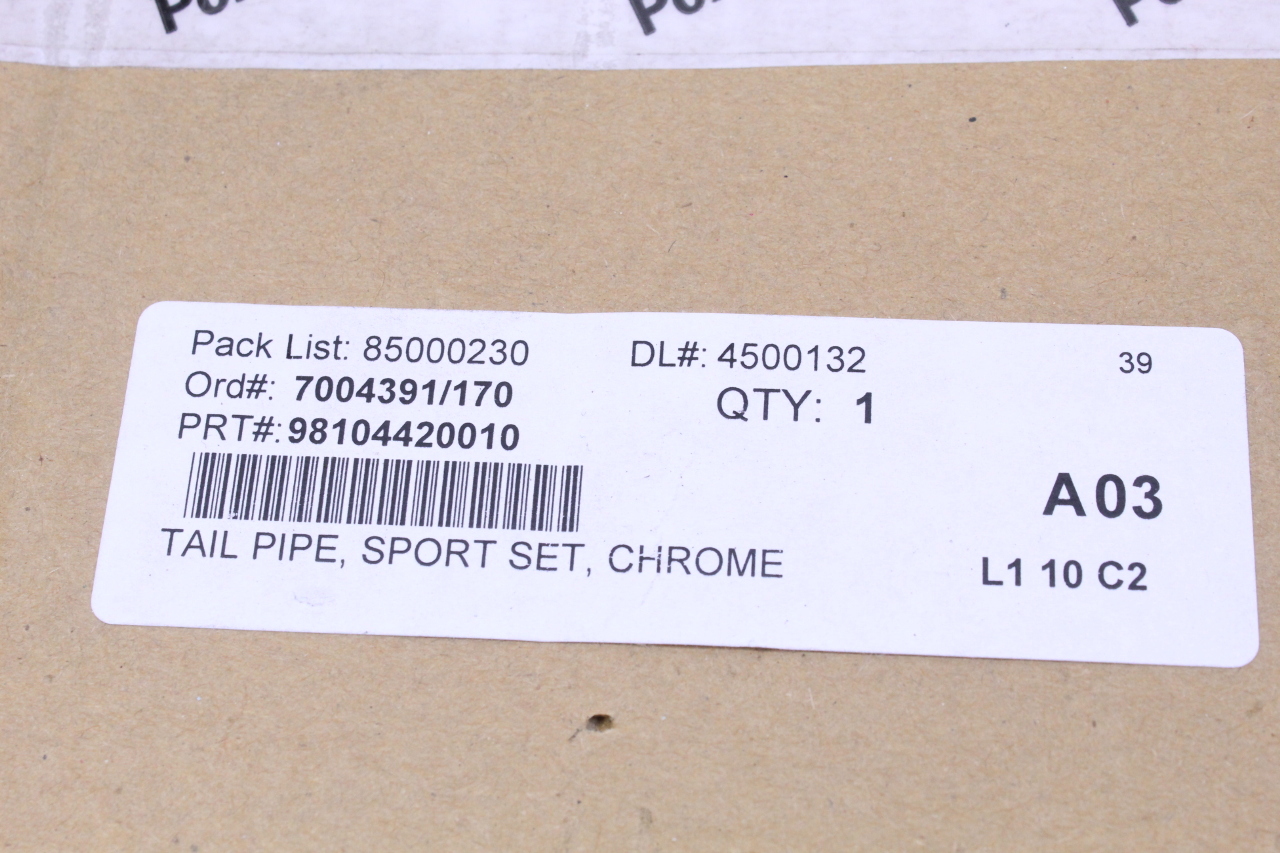 Pack List: 85000230 DL#: 4500132 39
Ord#: 7004391/170 QTY: 1
PRT#: 98104420010
A03
TAIL PIPE, SPORT SET, CHROME
L1 10 C2